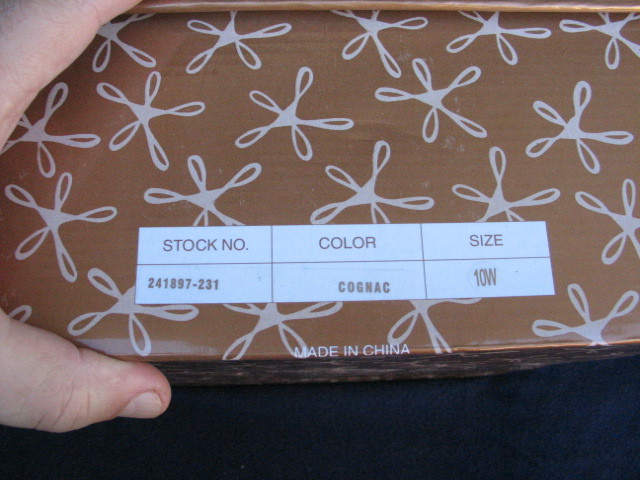 STOCK NO. COLOR SIZE
241897-231 COGNAC 10W
MADE IN CHINA